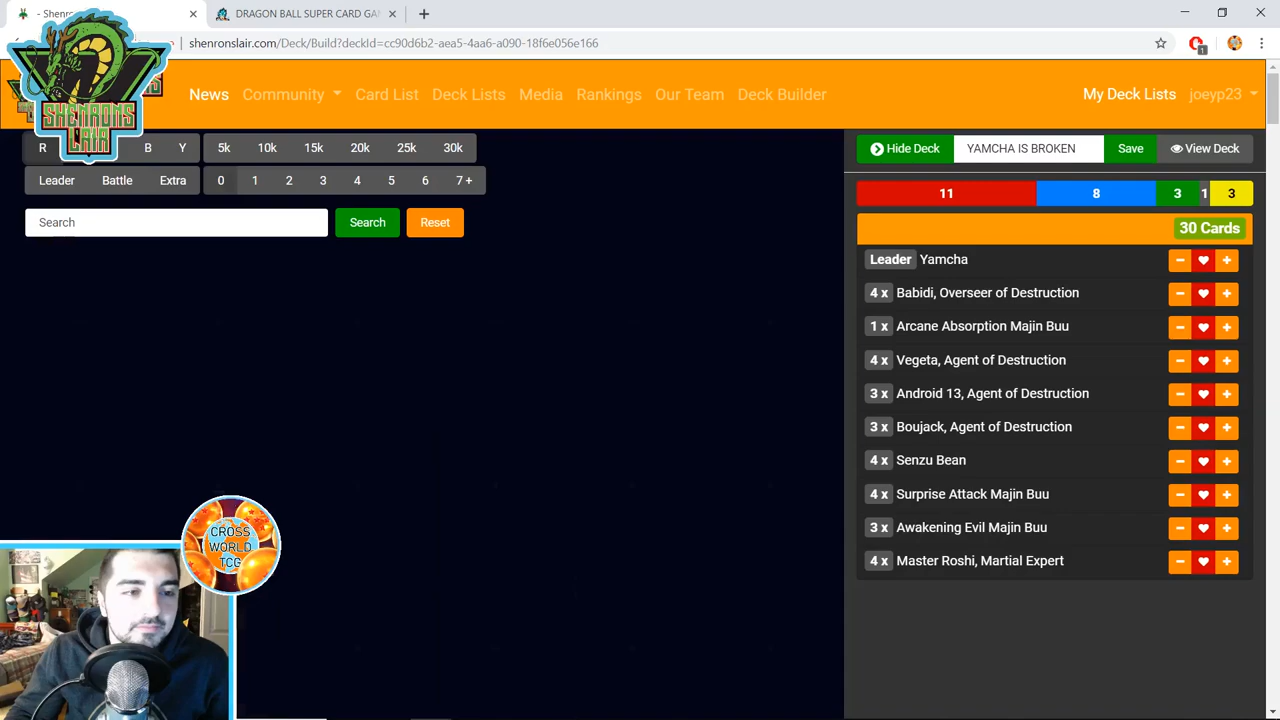 - Shenro
DRAGON BALL SUPER CARD GA
shenronslair.com/Deck/Build?deckId=cc90d6b2-aea5-4aa6-a090-18f6e056e166
1
SHENRONS
LAIR
News
Community
Card List
Deck Lists
Media
Rankings
Our Team
Deck Builder
My Deck Lists
joeyp23
R
B
Y
5k
10k
15k
20k
25k
30k
Leader
Battle
Extra
0
1
2
3
4
5
6
7+
Search
Search
Reset
Hide Deck
YAMCHA IS BROKEN
Save
View Deck
11
8
3
1
3
30 Cards
Leader Yamcha
4 x Babidi, Overseer of Destruction
1 x Arcane Absorption Majin Buu
4 x Vegeta, Agent of Destruction
3 x Android 13, Agent of Destruction
3 x Boujack, Agent of Destruction
4 x Senzu Bean
4 x Surprise Attack Majin Buu
3 x Awakening Evil Majin Buu
4 x Master Roshi, Martial Expert
CROSS
WORLD
TCG